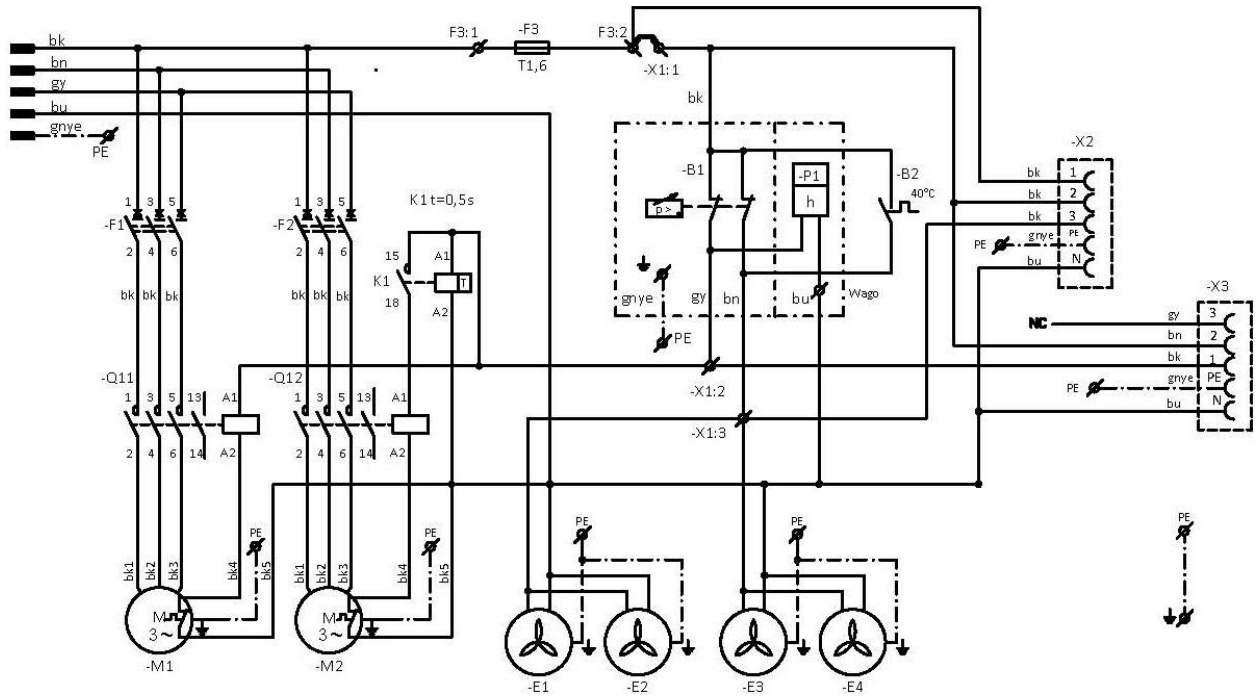 bk
bn
gy
bu
gnye
PE
F3:1
-F3
T1,6
F3:2
-X1:1
bk
-B1
p >
-P1
h
-B2
40°C
gnye
PE
gy
bn
bu
Wago
-X1:2
-X1:3
-X2
bk 1
bk 2
bk 3
PE gnye PE
bu N
-X3
NC gy 3
bn 2
bk 1
PE gnye PE
bu N
1 3 5
-F1
2 4 6
bk bk bk
1 3 5
-F2
2 4 6
bk bk bk
K1 t=0,5s
15 A1
K1 T
18 A2
-Q11
1 3 5 13 A1
2 4 6 14 A2
-Q12
1 3 5 13 A1
2 4 6 14 A2
bk1 bk2 bk3 bk4 PE bk5
M
3 ~
-M1
bk1 bk2 bk3 bk4 PE bk5
M
3 ~
-M2
PE
-E1
-E2
PE
-E3
-E4
PE